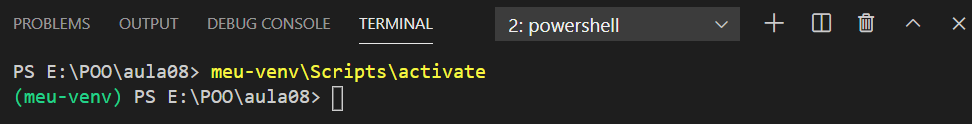 PROBLEMS OUTPUT DEBUG CONSOLE TERMINAL 2: powershell
PS E:\POO\aula08> meu-venv\Scripts\activate
(meu-venv) PS E:\POO\aula08>